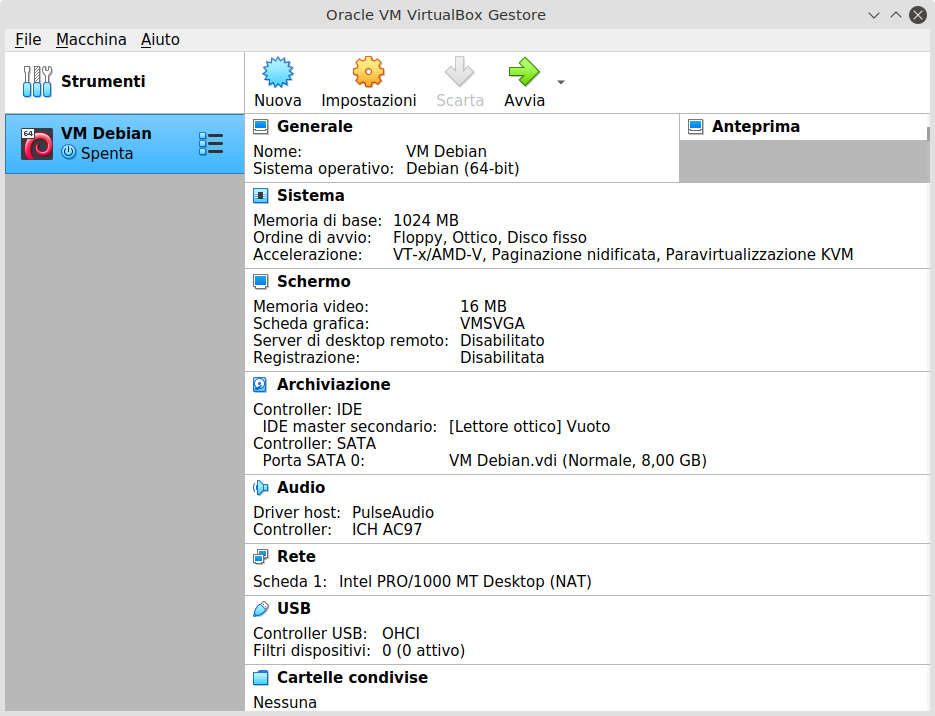 Oracle VM VirtualBox Gestore
File Macchina Aiuto
Strumenti
Nuova Impostazioni Scarta Avvia
64
VM Debian
Spenta
Generale
Nome: VM Debian
Sistema operativo: Debian (64-bit)
Anteprima
Sistema
Memoria di base: 1024 MB
Ordine di avvio: Floppy, Ottico, Disco fisso
Accelerazione: VT-x/AMD-V, Paginazione nidificata, Paravirtualizzazione KVM
Schermo
Memoria video: 16 MB
Scheda grafica: VMSVGA
Server di desktop remoto: Disabilitato
Registrazione: Disabilitata
Archiviazione
Controller: IDE
IDE master secondario: [Lettore ottico] Vuoto
Controller: SATA
Porta SATA 0: VM Debian.vdi (Normale, 8,00 GB)
Audio
Driver host: PulseAudio
Controller: ICH AC97
Rete
Scheda 1: Intel PRO/1000 MT Desktop (NAT)
USB
Controller USB: OHCI
Filtri dispositivi: 0 (0 attivo)
Cartelle condivise
Nessuna